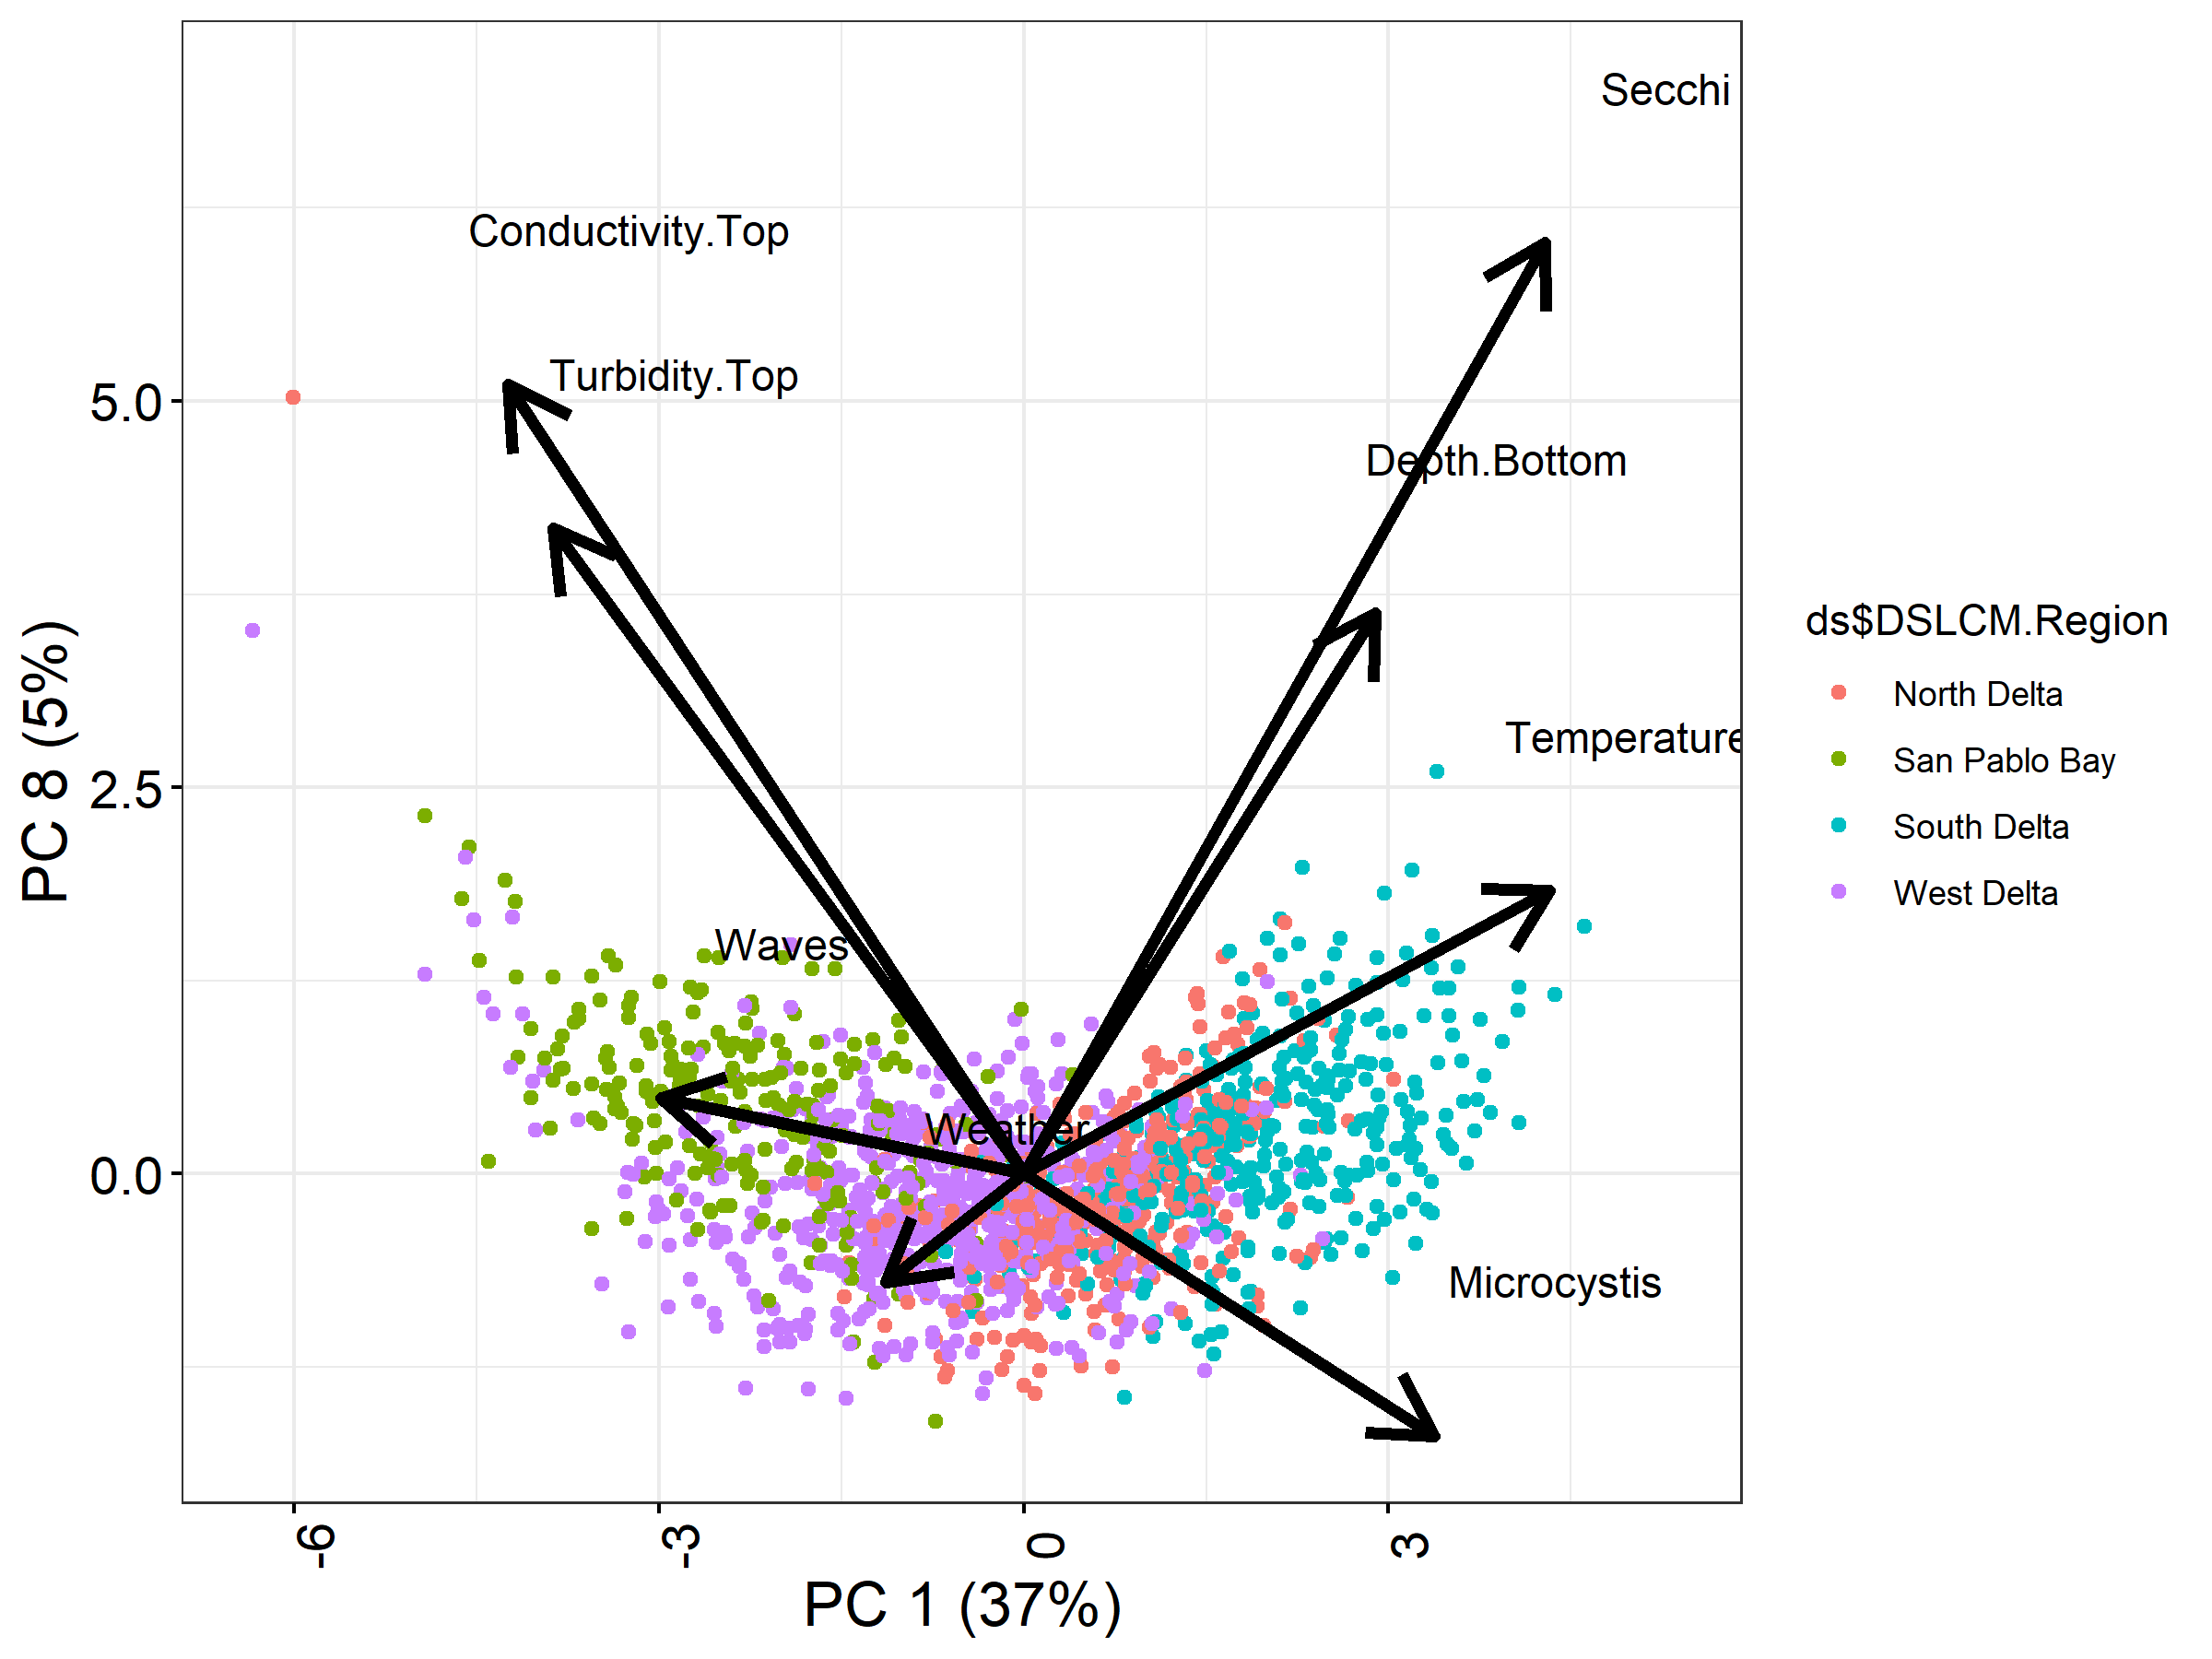 Secchi
Conductivity.Top
Turbidity.Top
Depth.Bottom
Temperature
Waves
Weather
Microcystis
5.0
2.5
0.0
PC 8 (5%)
-6
-3
0
3
PC 1 (37%)
ds$DSLCM.Region
North Delta
San Pablo Bay
South Delta
West Delta